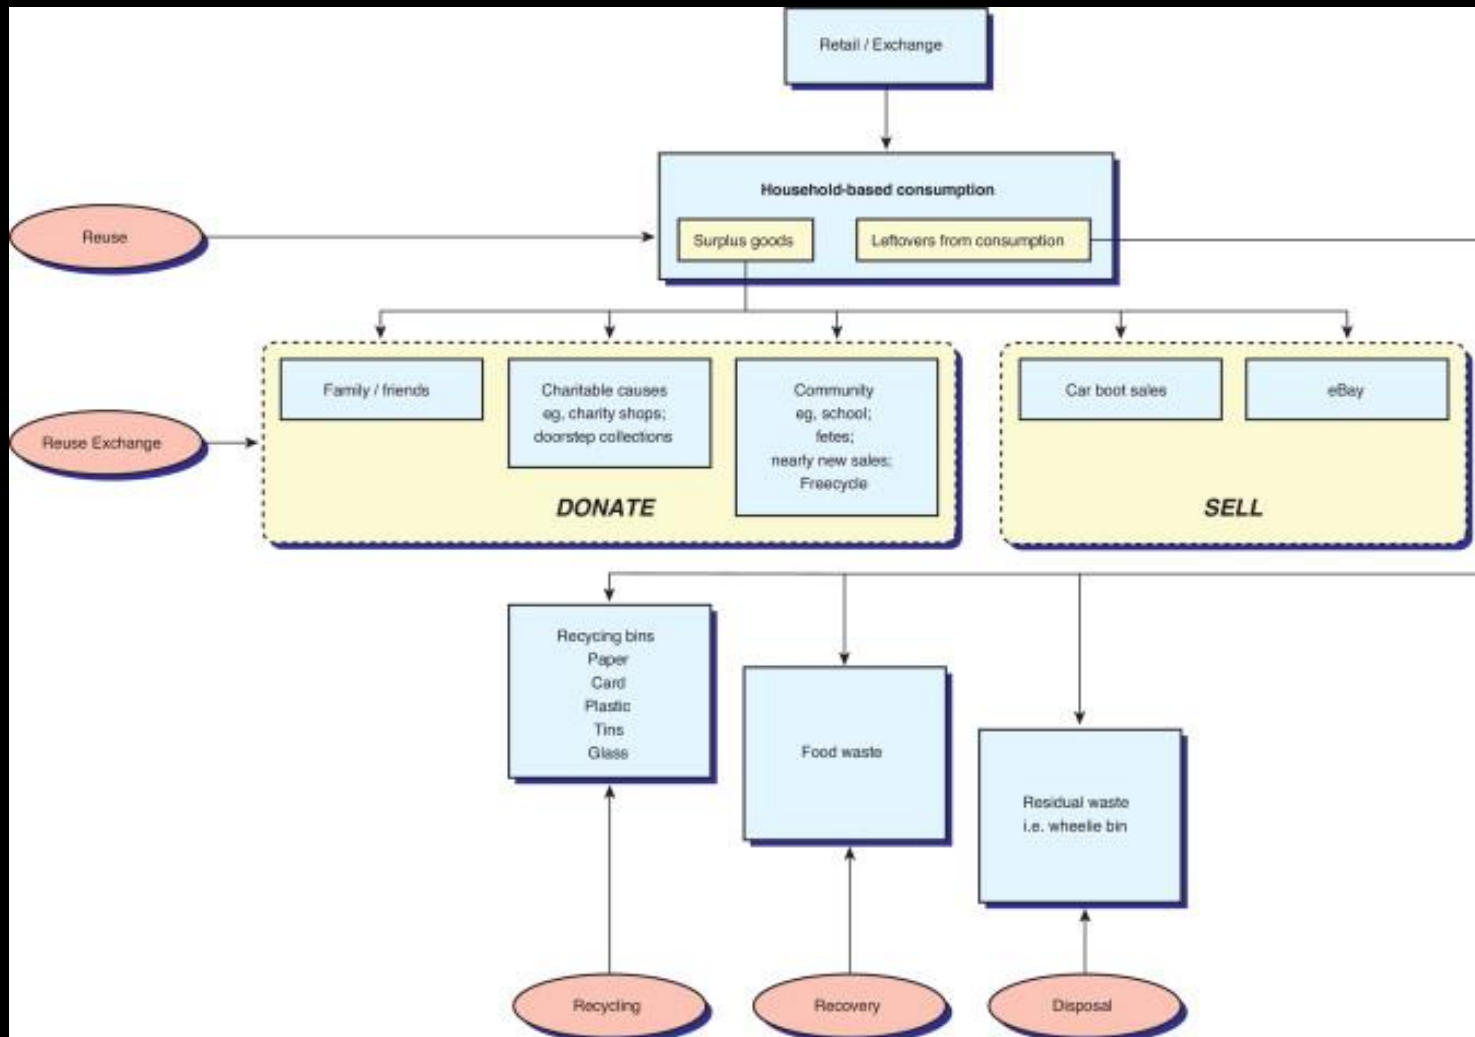 Retail / Exchange
Household-based consumption
Reuse
Surplus goods
Leftovers from consumption
Family / friends
Charitable causes
eg, charity shops;
doorstep collections
Community
eg, school;
fetes;
nearly new sales;
Freecycle
Car boot sales
eBay
Reuse Exchange
DONATE
SELL
Recycing bins
Paper
Card
Plastic
Tins
Glass
Food waste
Residual waste
i.e. wheelie bin
Recycling
Recovery
Disposal